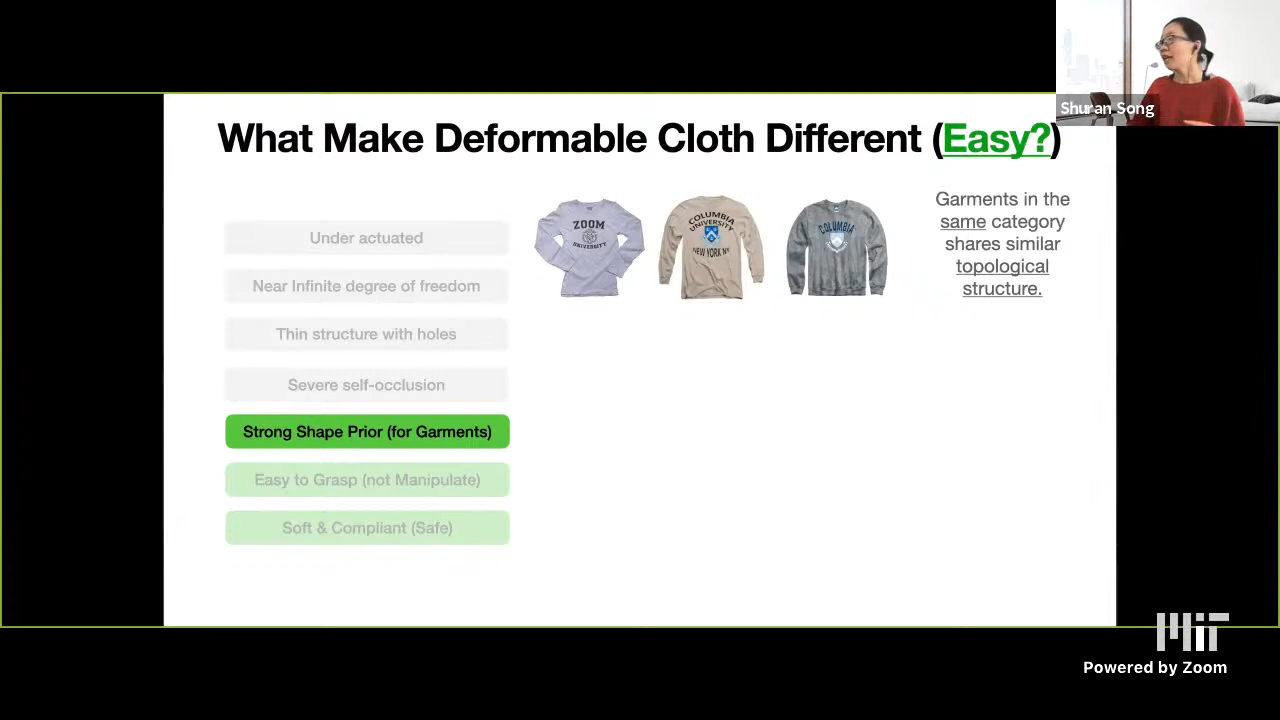 Shuran Song
What Make Deformable Cloth Different (Easy?)
Under actuated
Near Infinite degree of freedom
Thin structure with holes
Severe self-occlusion
Strong Shape Prior (for Garments)
Easy to Grasp (not Manipulate)
Soft & Compliant (Safe)
ZOOM
UNIVERSITY
COLUMBIA
UNIVERSITY
NEW YORK NY
COLUMBIA
Garments in the
same category
shares similar
topological
structure.
MIT
Powered by Zoom